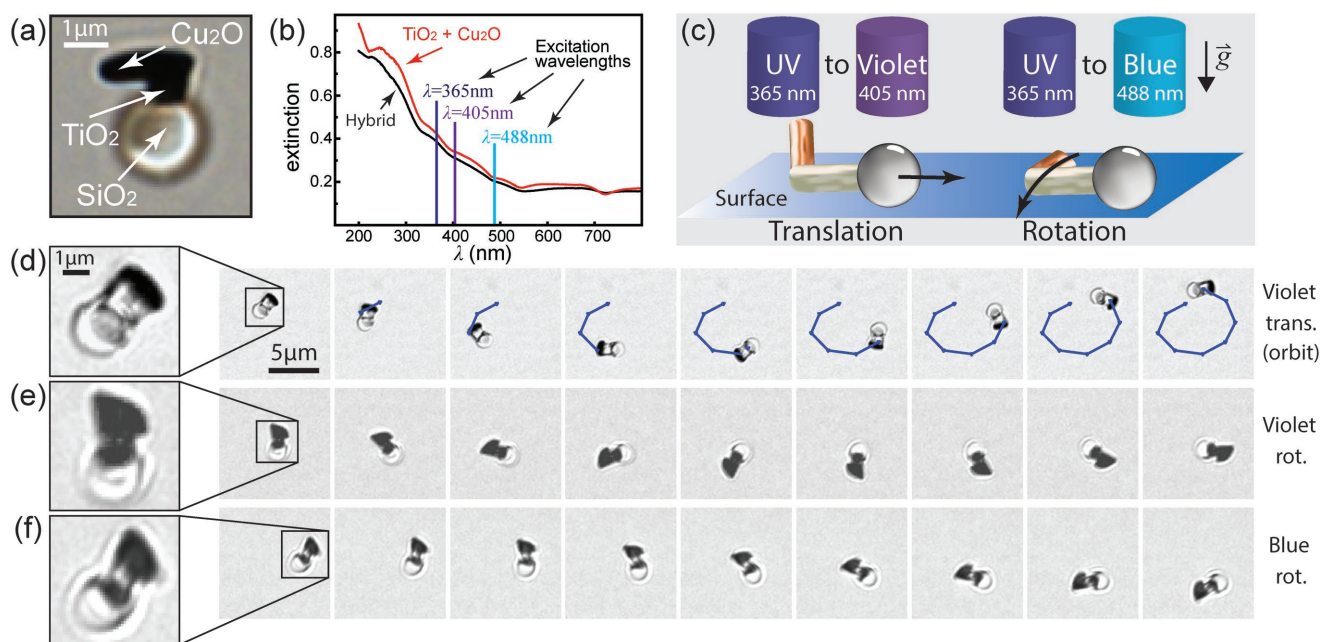 (a)
1μm
Cu₂O
TiO₂
SiO₂
(b)
extinction
0.8
0.6
0.4
0.2
TiO₂ + Cu₂O
Excitation
wavelengths
λ=365nm
Hybrid
λ=405nm
λ=488nm
200 300 400 500 600 700
λ (nm)
(c)
UV
365 nm
to
Violet
405 nm
UV
365 nm
to
Blue
488 nm
g⃗
Surface
Translation
Rotation
(d)
1μm
5μm
Violet
trans.
(orbit)
(e)
Violet
rot.
(f)
Blue
rot.